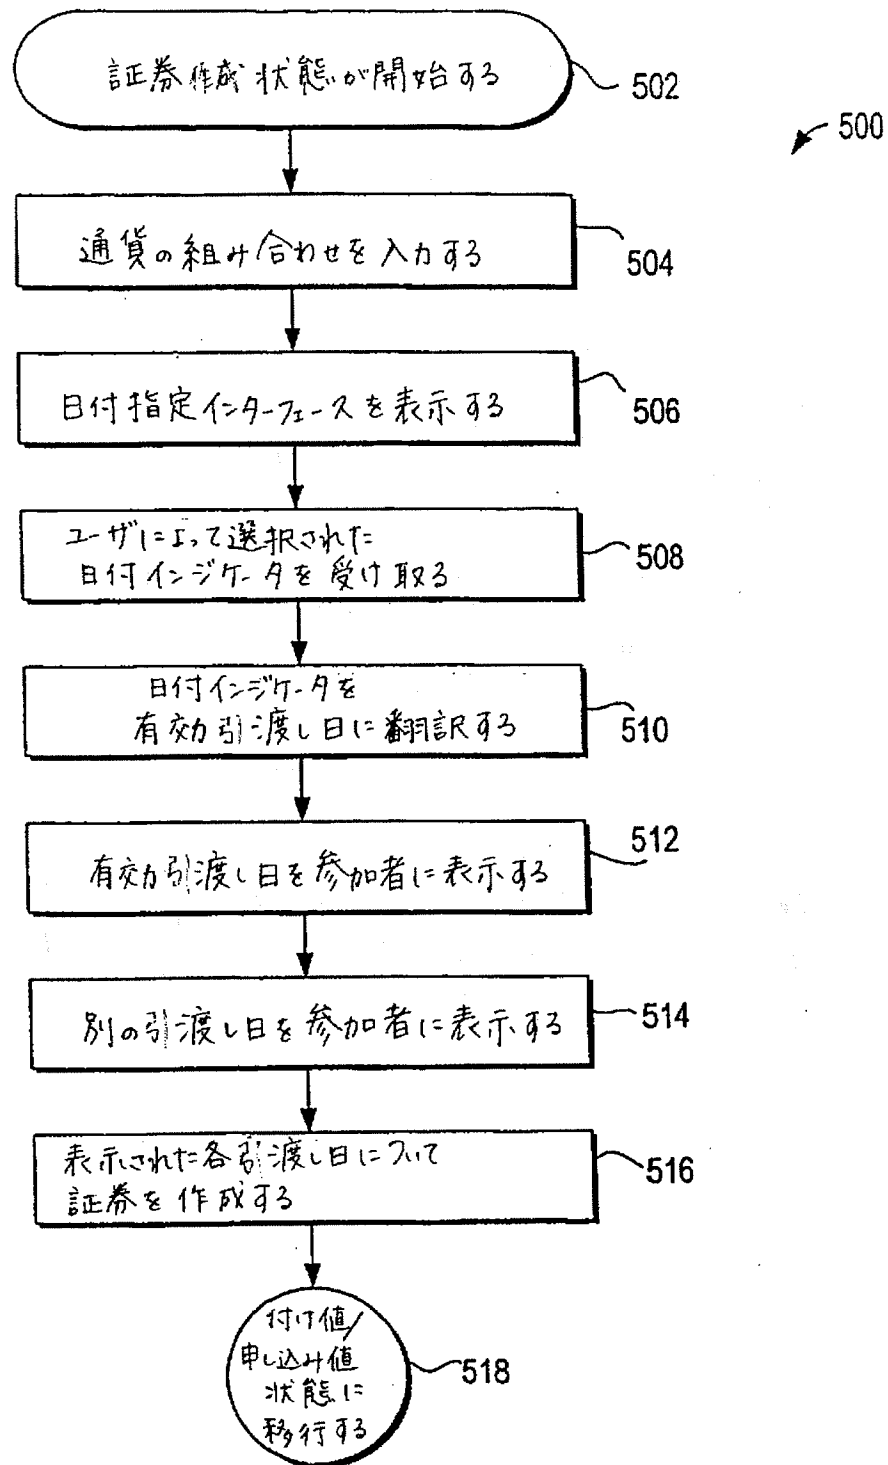 証券作成状態が開始する
502
500
通貨の組み合わせを入力する
504
日付指定インターフェースを表示する
506
ユーザによって選択された
日付インジケータを受け取る
508
日付インジケータを
有効引渡し日に翻訳する
510
有効引渡し日を参加者に表示する
512
別の引渡し日を参加者に表示する
514
表示された各引渡し日について
証券を作成する
516
付け値/
申し込み値
状態に
移行する
518